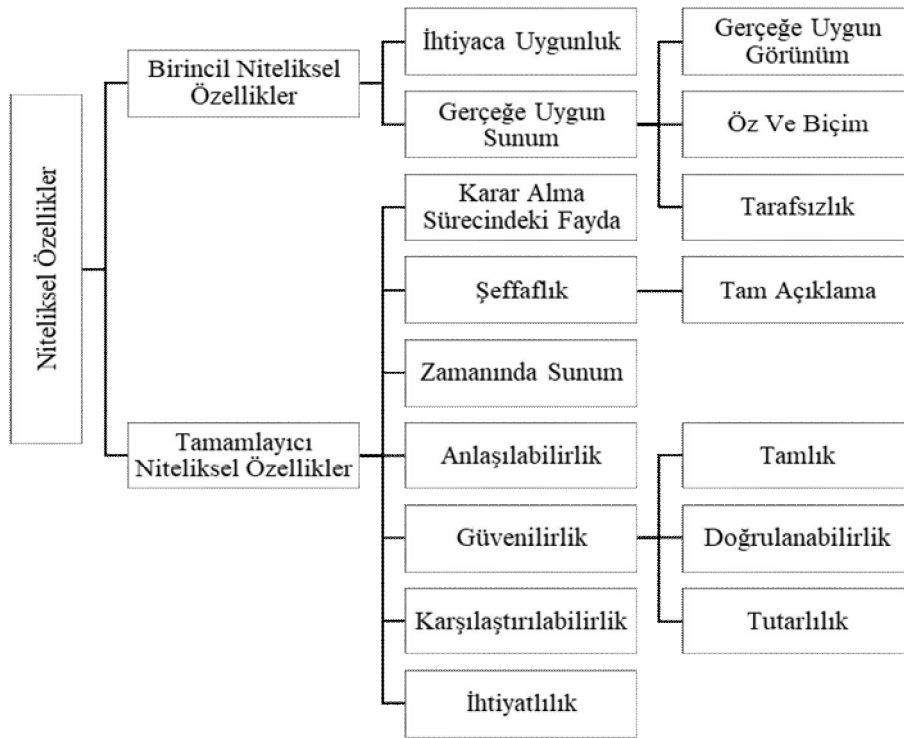 Niteliksel Özellikler
Birincil Niteliksel
Özellikler
İhtiyaca Uygunluk
Gerçeğe Uygun
Sunum
Gerçeğe Uygun
Görünüm
Öz Ve Biçim
Tarafsızlık
Tamamlayıcı
Niteliksel Özellikler
Karar Alma
Sürecindeki Fayda
Şeffaflık
Tam Açıklama
Zamanında Sunum
Anlaşılabilirlik
Güvenilirlik
Tamlık
Doğrulanabilirlik
Tutarlılık
Karşılaştırılabilirlik
İhtiyatlılık